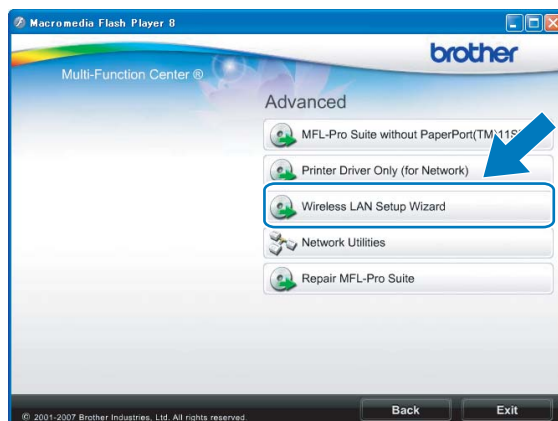 Macromedia Flash Player 8
brother
Multi-Function Center ®
Advanced
MFL-Pro Suite without PaperPort(TM)11S
Printer Driver Only (for Network)
Wireless LAN Setup Wizard
Network Utilities
Repair MFL-Pro Suite
© 2001-2007 Brother Industries, Ltd. All rights reserved.
Back
Exit